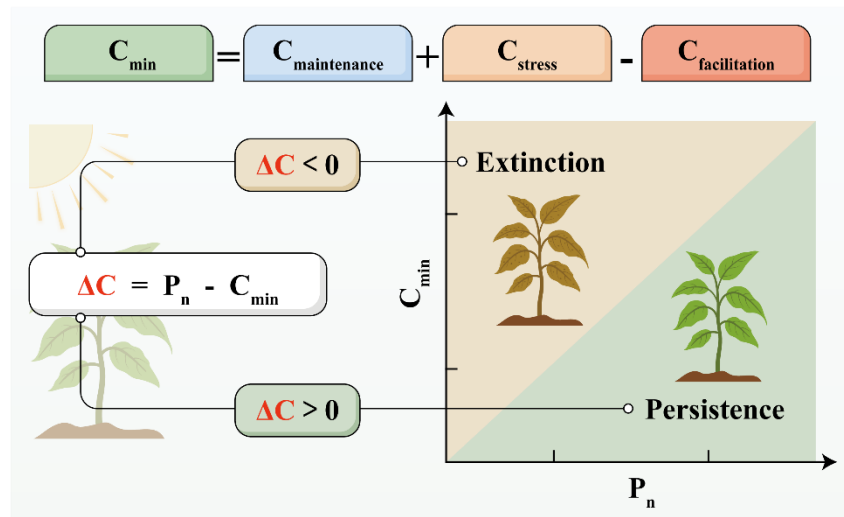 C_min = C_maintenance + C_stress - C_facilitation
ΔC < 0
Extinction
ΔC = P_n - C_min
C_min
ΔC > 0
Persistence
P_n